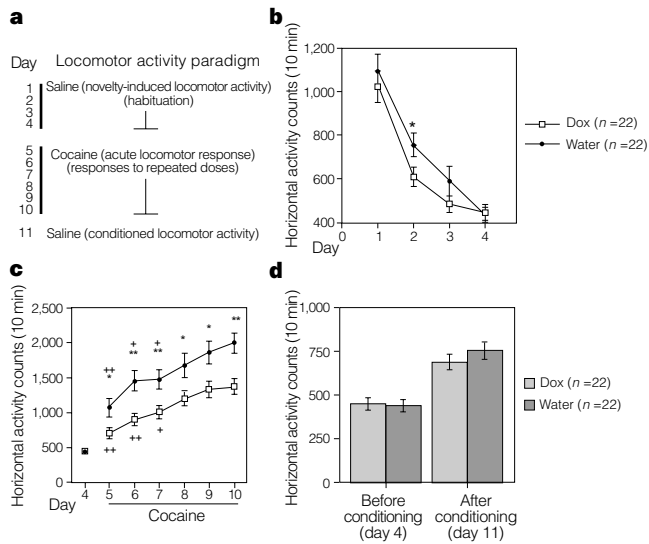 a
Day Locomotor activity paradigm
1 Saline (novelty-induced locomotor activity)
2 (habituation)
3
4
5 Cocaine (acute locomotor response)
6 (responses to repeated doses)
7
8
9
10
11 Saline (conditioned locomotor activity)
b
Horizontal activity counts (10 min)
1,200
1,000
800
600
400
*
0 1 2 3 4
Day
Dox (n =22)
Water (n =22)
c
Horizontal activity counts (10 min)
2,500
2,000
1,500
1,000
500
0
++
*
+
**
+
**
*
*
**
++
++
+
4 5 6 7 8 9 10
Day
Cocaine
d
Horizontal activity counts (10 min)
1,000
750
500
250
0
Dox (n =22)
Water (n =22)
Before
conditioning
(day 4)
After
conditioning
(day 11)